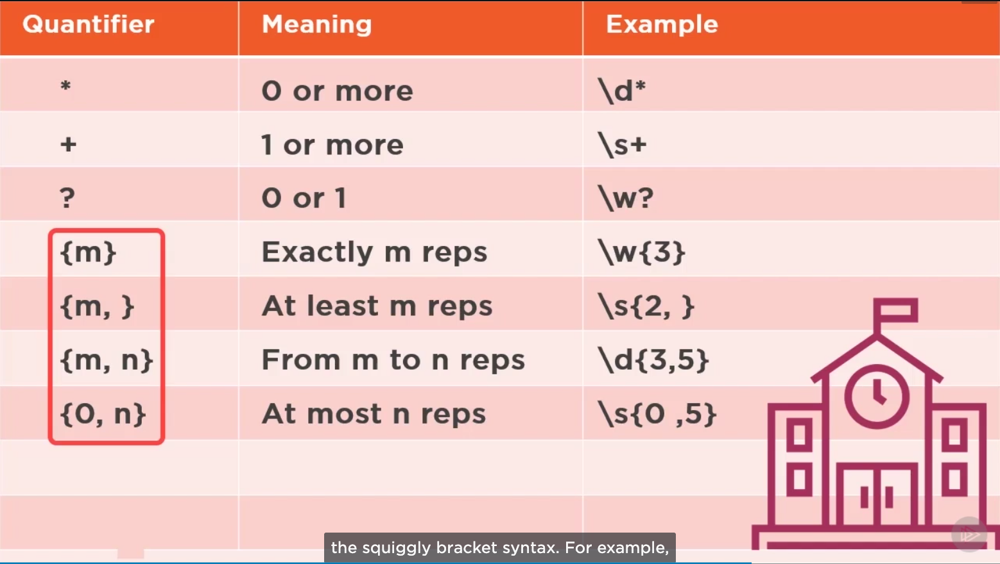 Quantifier Meaning Example
* 0 or more \d*
+ 1 or more \s+
? 0 or 1 \w?
{m} Exactly m reps \w{3}
{m, } At least m reps \s{2, }
{m, n} From m to n reps \d{3,5}
{0, n} At most n reps \s{0 ,5}
the squiggly bracket syntax. For example,